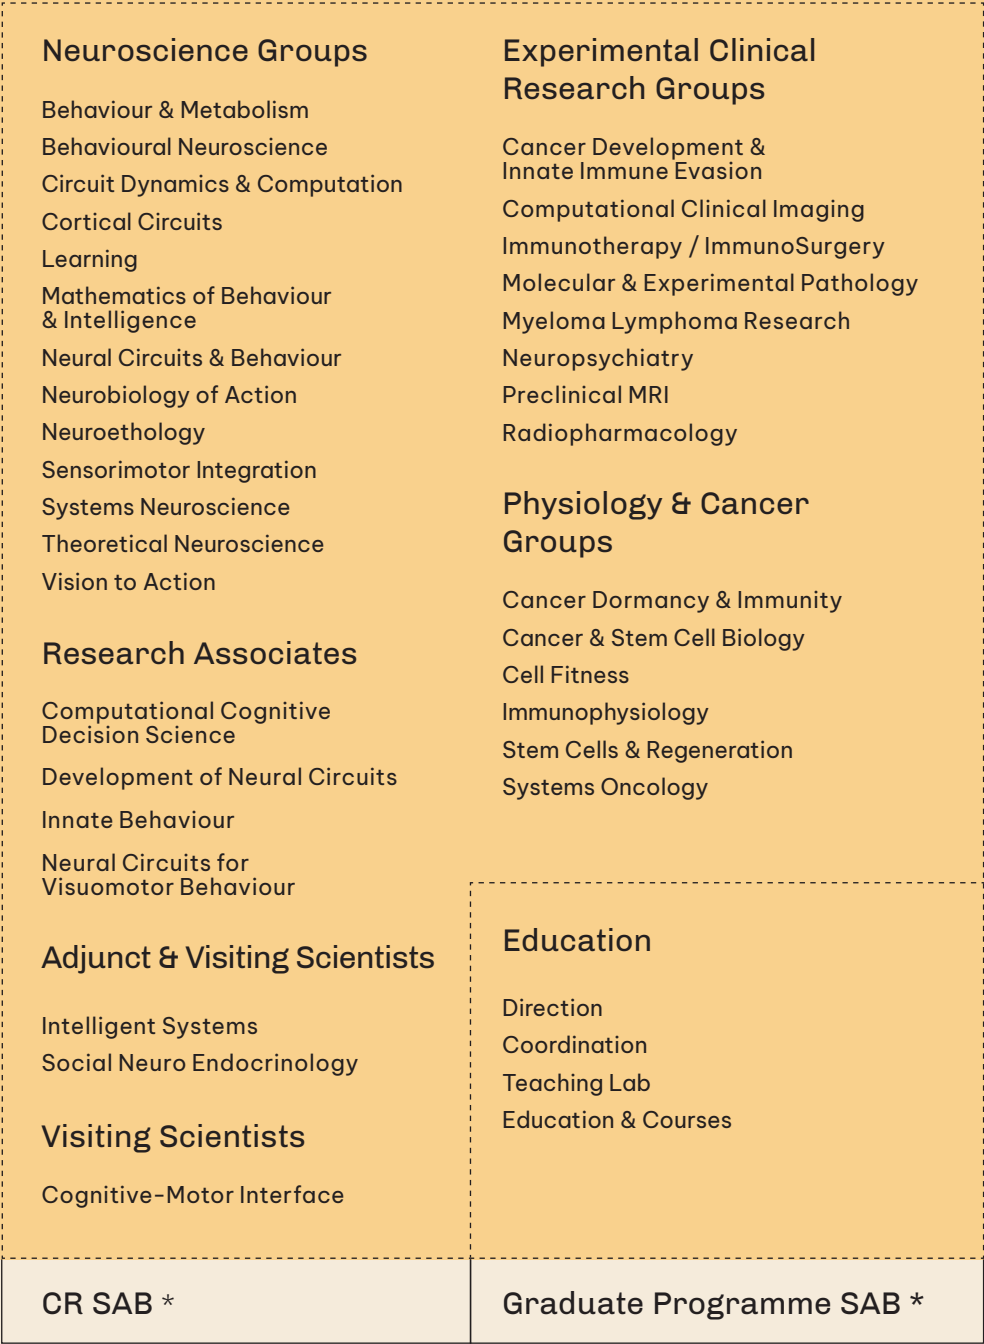 Neuroscience Groups
Behaviour & Metabolism
Behavioural Neuroscience
Circuit Dynamics & Computation
Cortical Circuits
Learning
Mathematics of Behaviour
& Intelligence
Neural Circuits & Behaviour
Neurobiology of Action
Neuroethology
Sensorimotor Integration
Systems Neuroscience
Theoretical Neuroscience
Vision to Action
Research Associates
Computational Cognitive
Decision Science
Development of Neural Circuits
Innate Behaviour
Neural Circuits for
Visuomotor Behaviour
Adjunct & Visiting Scientists
Intelligent Systems
Social Neuro Endocrinology
Visiting Scientists
Cognitive-Motor Interface
CR SAB *
Experimental Clinical
Research Groups
Cancer Development &
Innate Immune Evasion
Computational Clinical Imaging
Immunotherapy / ImmunoSurgery
Molecular & Experimental Pathology
Myeloma Lymphoma Research
Neuropsychiatry
Preclinical MRI
Radiopharmacology
Physiology & Cancer
Groups
Cancer Dormancy & Immunity
Cancer & Stem Cell Biology
Cell Fitness
Immunophysiology
Stem Cells & Regeneration
Systems Oncology
Education
Direction
Coordination
Teaching Lab
Education & Courses
Graduate Programme SAB *